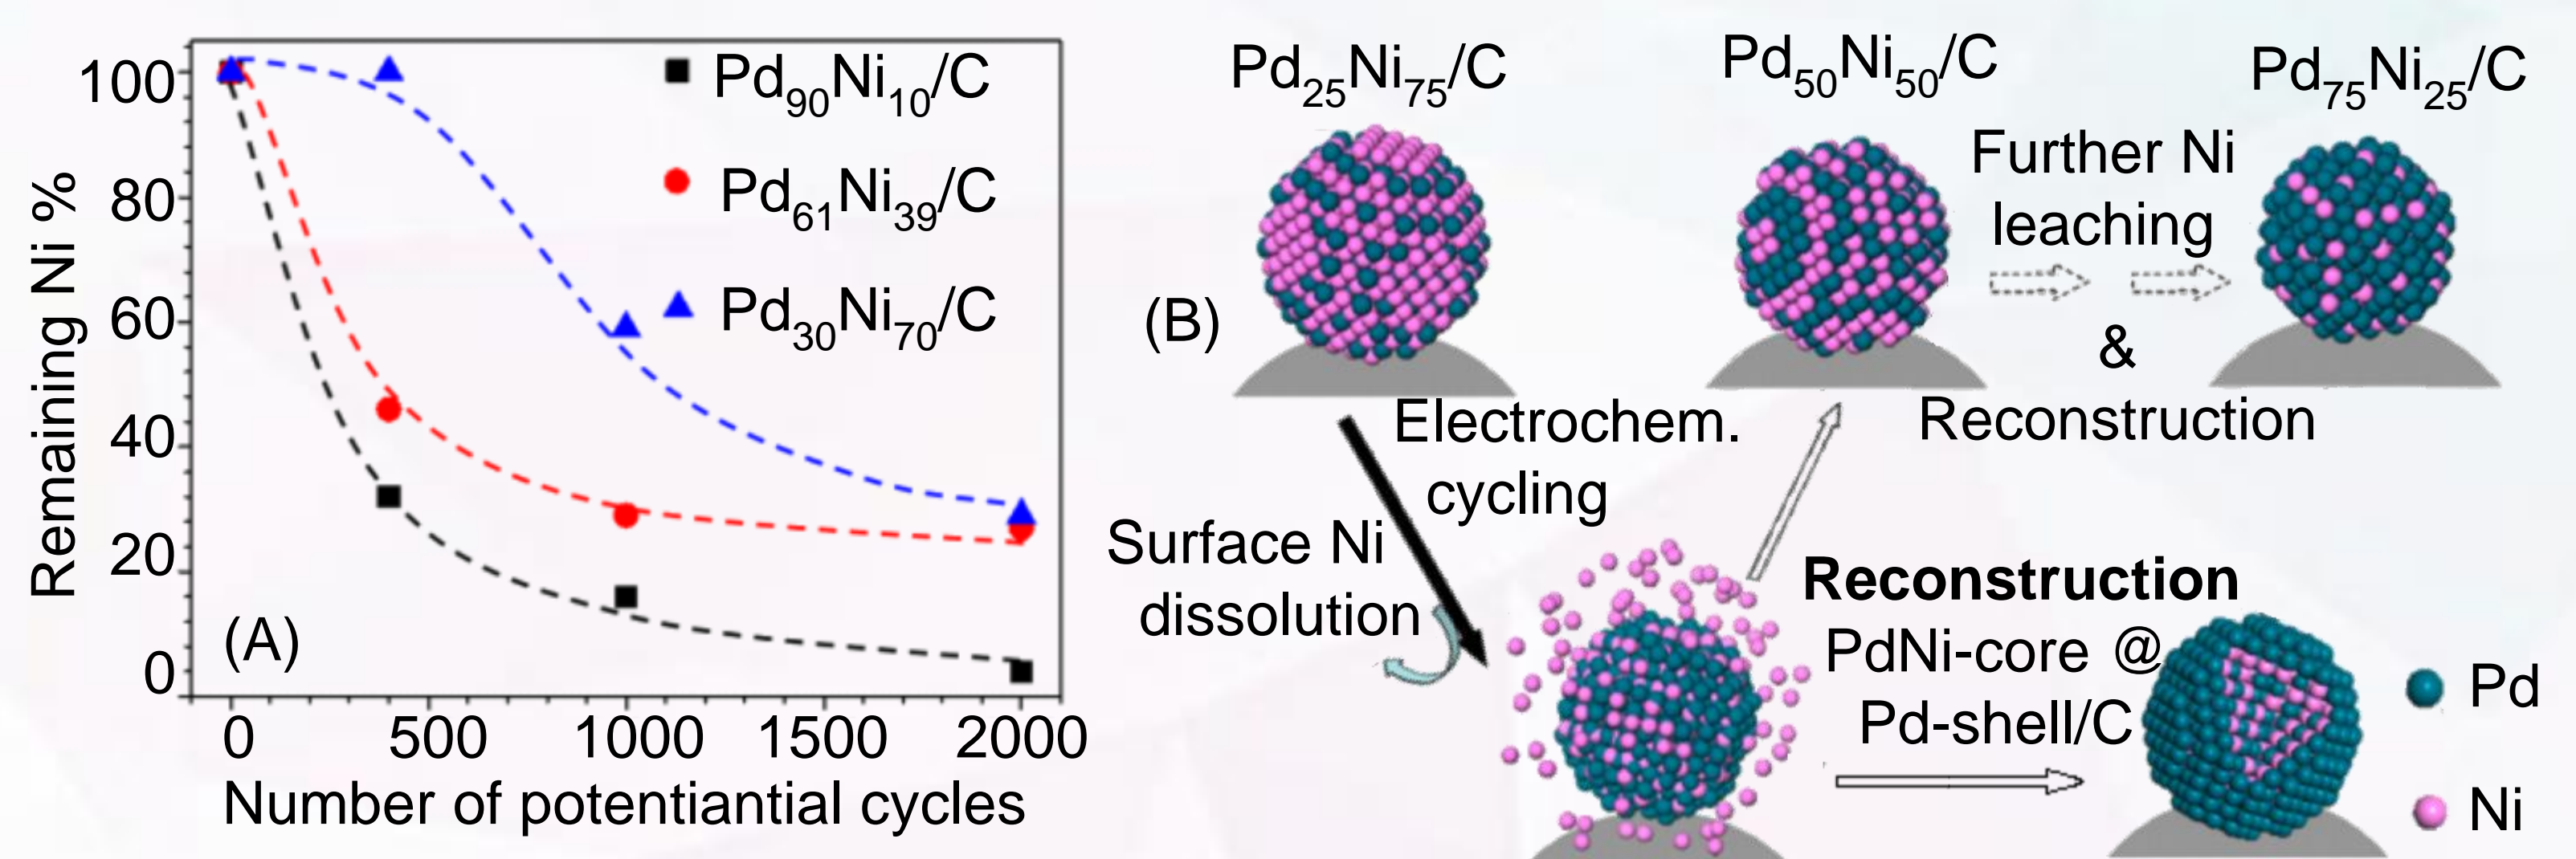 Remaining Ni %
100
80
60
40
20
0
(A)
Pd90Ni10/C
Pd61Ni39/C
Pd30Ni70/C
0 500 1000 1500 2000
Number of potentiantial cycles
(B)
Pd25Ni75/C
Pd50Ni50/C
Pd75Ni25/C
Further Ni
leaching
&
Reconstruction
Electrochem.
cycling
Surface Ni
dissolution
Reconstruction
PdNi-core @
Pd-shell/C
Pd
Ni